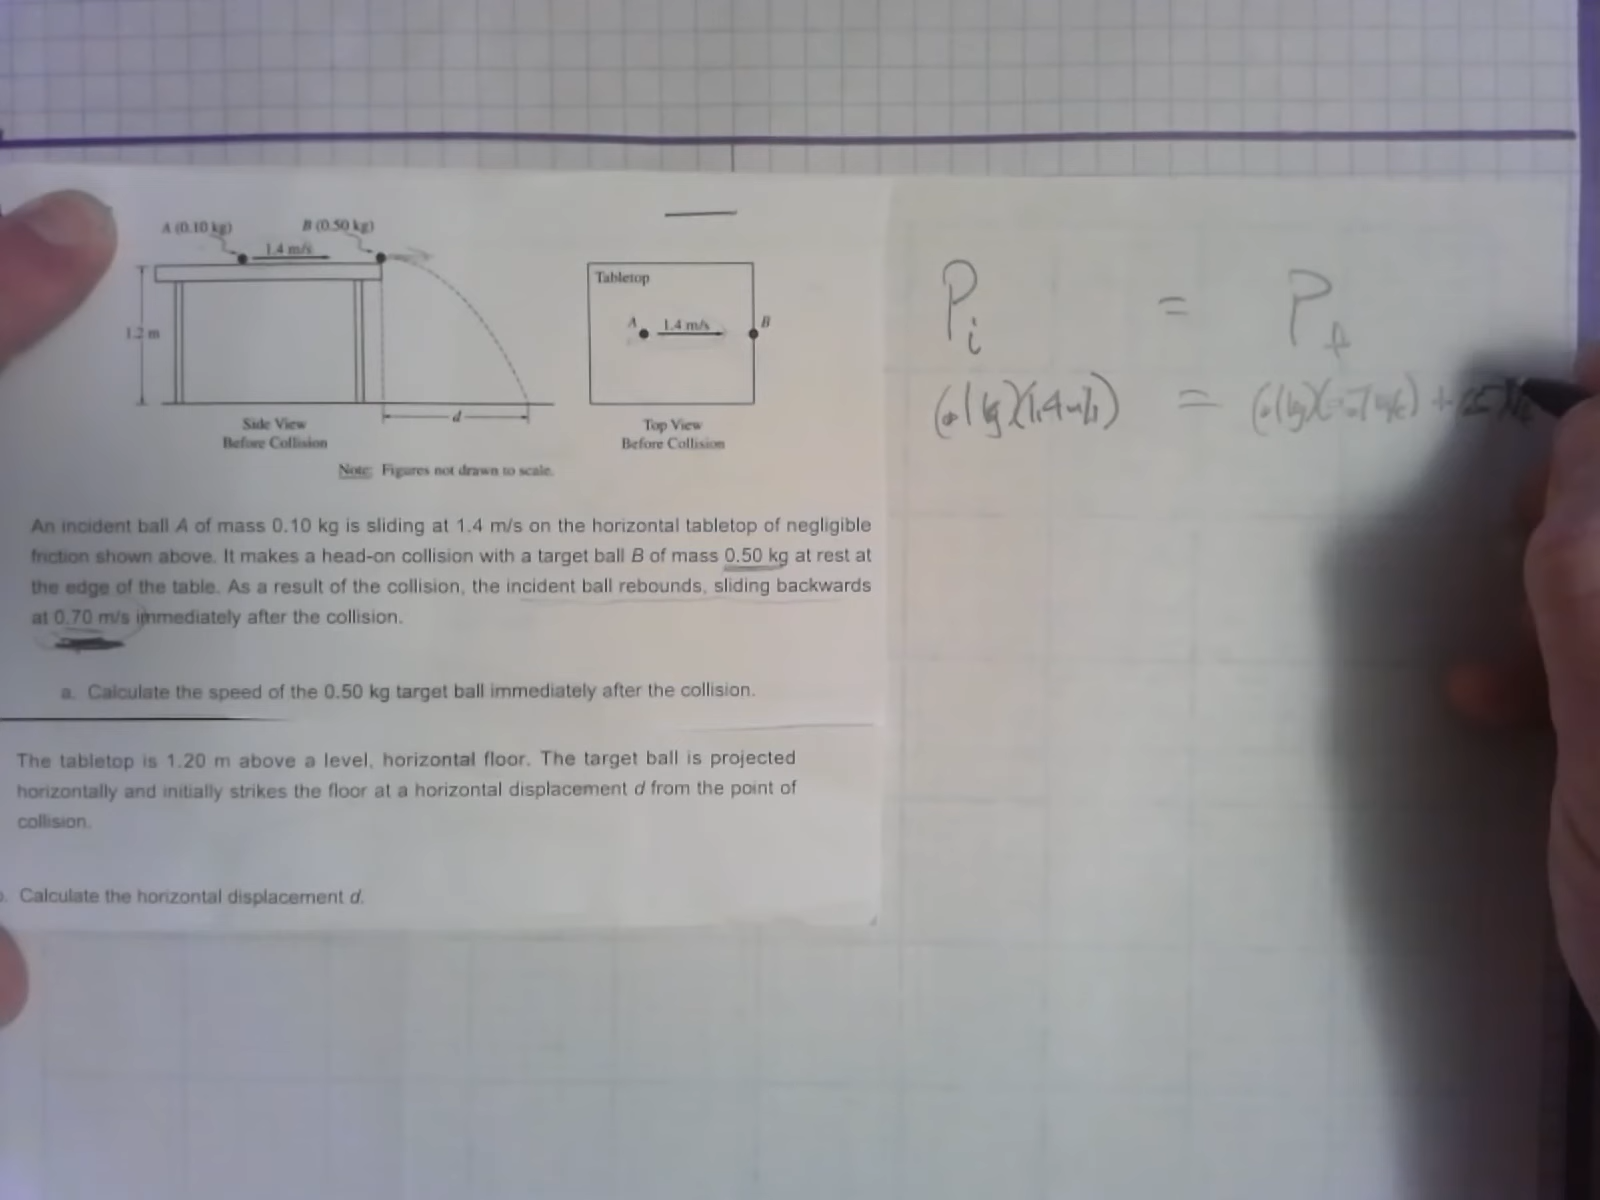 A (0.10 kg)
B (0.50 kg)
1.4 m/s
1.2 m
d
Side View
Before Collision
Tabletop
A
1.4 m/s
B
Top View
Before Collision
Note: Figures not drawn to scale.
An incident ball A of mass 0.10 kg is sliding at 1.4 m/s on the horizontal tabletop of negligible
friction shown above. It makes a head-on collision with a target ball B of mass 0.50 kg at rest at
the edge of the table. As a result of the collision, the incident ball rebounds, sliding backwards
at 0.70 m/s immediately after the collision.
a. Calculate the speed of the 0.50 kg target ball immediately after the collision.
The tabletop is 1.20 m above a level, horizontal floor. The target ball is projected
horizontally and initially strikes the floor at a horizontal displacement d from the point of
collision.
. Calculate the horizontal displacement d.
Pi = Pf
(.1kg)(1.4m/s) = (.1kg)(-.7m/s) +